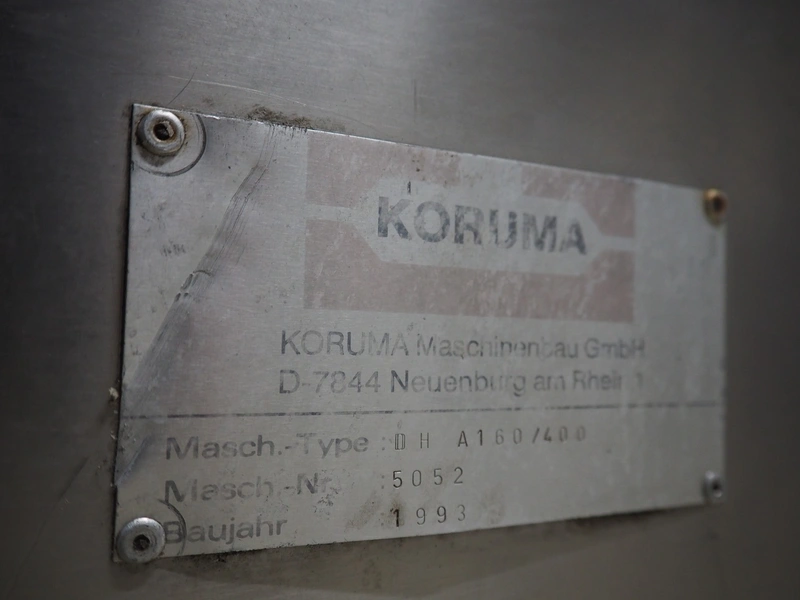 KORUMA
KORUMA Maschinenbau GmbH
D-7844 Neuenburg am Rhein 1
Masch.-Type : DH A160/400
Masch.-Nr. : 5052
Baujahr : 1993